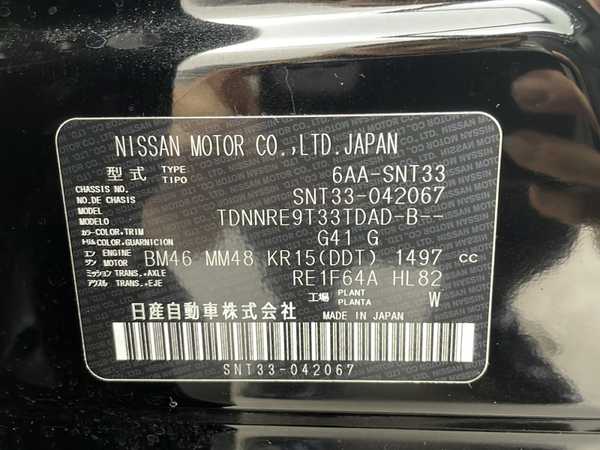 NISSAN MOTOR CO.,LTD.JAPAN
型式 TYPE TIPO 6AA-SNT33
CHASSIS NO. NO.DE CHASIS SNT33-042067
MODEL MODELO TDNNRE9T33TDAD-B--
カラー COLOR,TRIM トリム COLOR,GUARNICION G41 G
エンジン ENGINE MOTOR BM46 MM48 KR15(DDT) 1497 cc
ミッション TRANS.,AXLE アクスル TRANS.,EJE RE1F64A HL82
工場 PLANT PLANTA W
日産自動車株式会社 MADE IN JAPAN
SNT33-042067